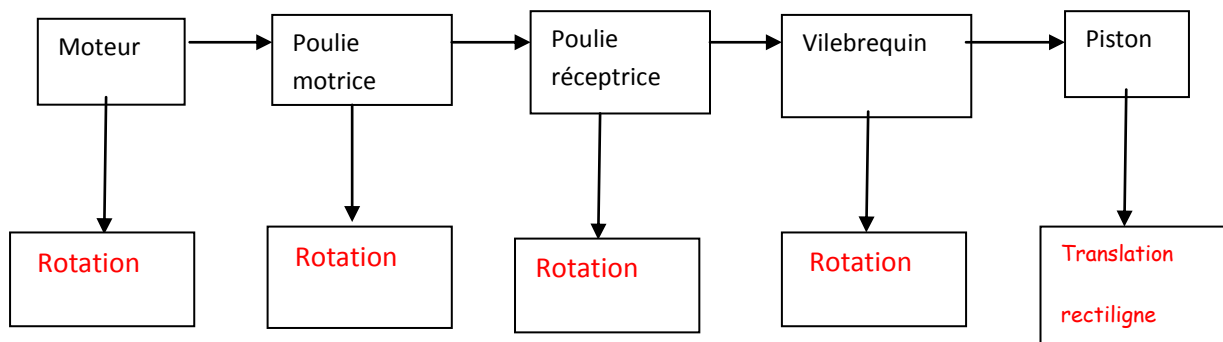 Moteur
Poulie
motrice
Poulie
réceptrice
Vilebrequin
Piston
Rotation
Rotation
Rotation
Rotation
Translation
rectiligne